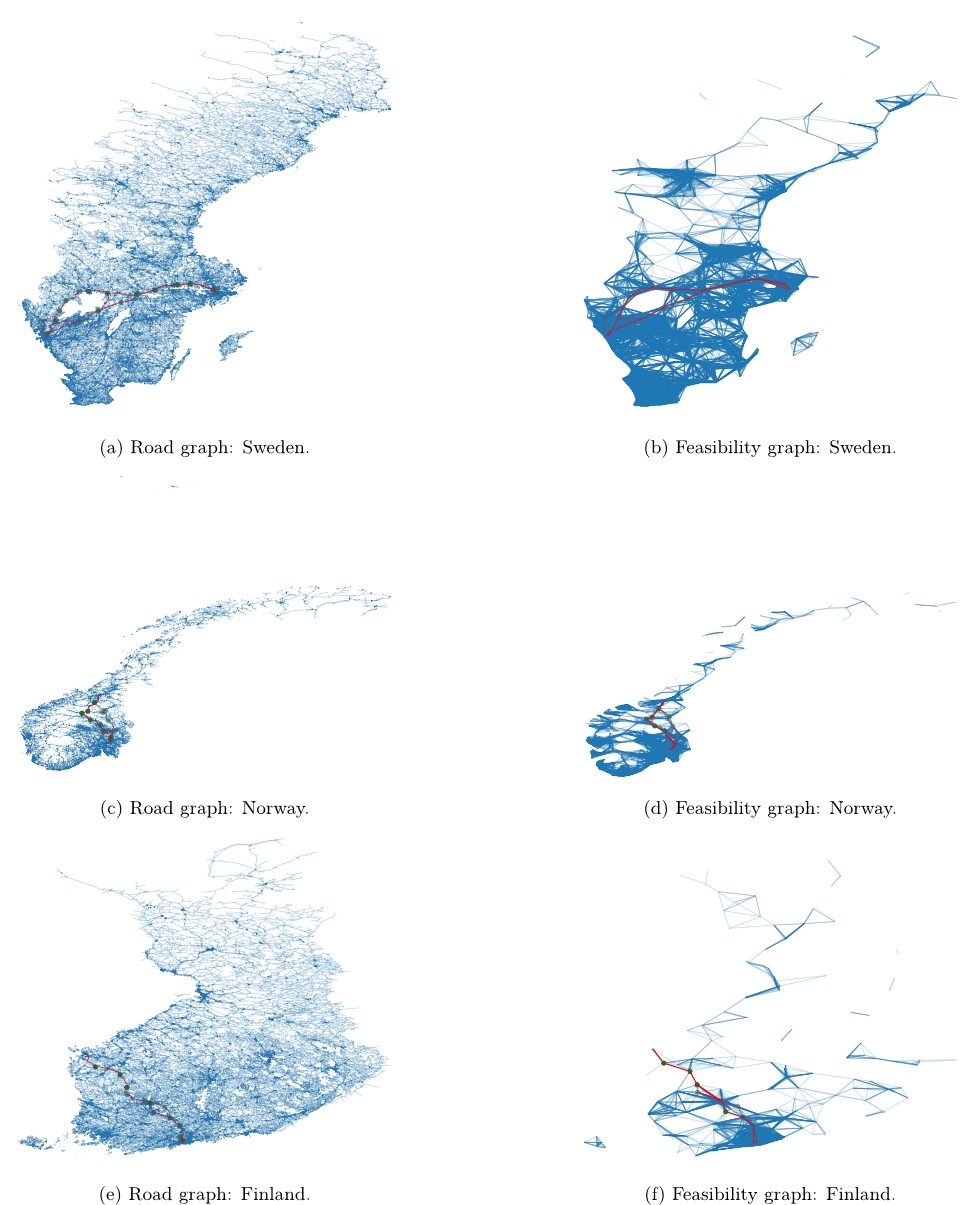 (a) Road graph: Sweden.
(b) Feasibility graph: Sweden.
(c) Road graph: Norway.
(d) Feasibility graph: Norway.
(e) Road graph: Finland.
(f) Feasibility graph: Finland.